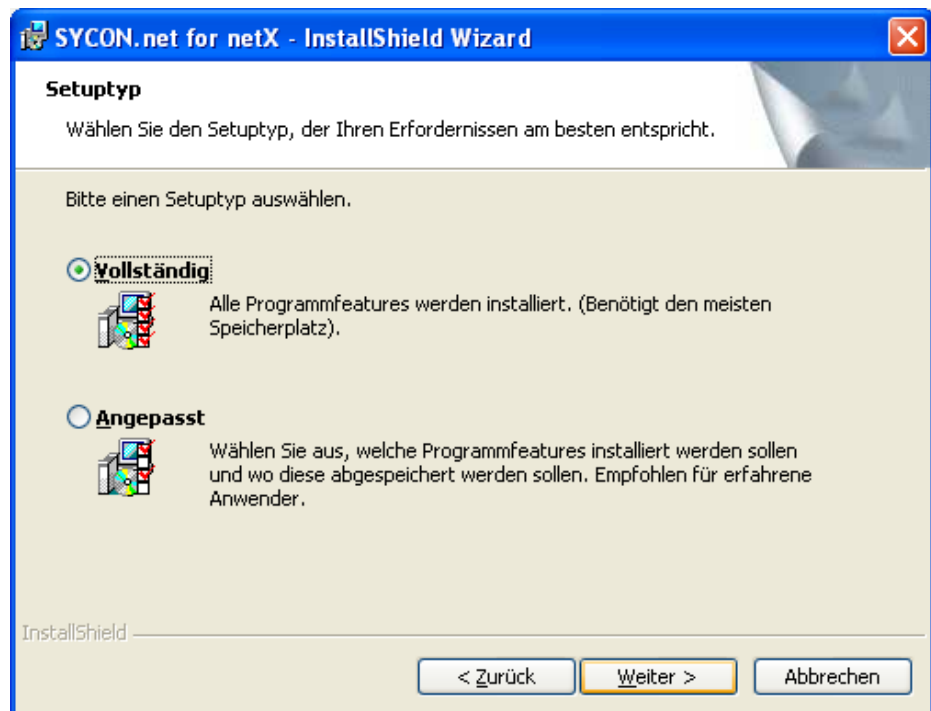 SYCON.net for netX - InstallShield Wizard
Setuptyp
Wählen Sie den Setuptyp, der Ihren Erfordernissen am besten entspricht.
Bitte einen Setuptyp auswählen.
Vollständig
Alle Programmfeatures werden installiert. (Benötigt den meisten
Speicherplatz).
Angepasst
Wählen Sie aus, welche Programmfeatures installiert werden sollen
und wo diese abgespeichert werden sollen. Empfohlen für erfahrene
Anwender.
InstallShield
< Zurück Weiter > Abbrechen